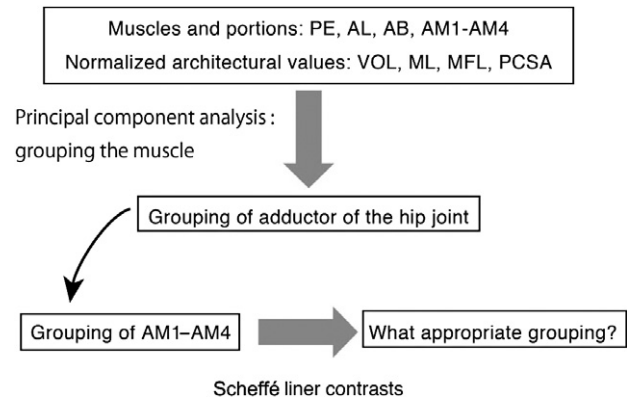 Muscles and portions: PE, AL, AB, AM1-AM4
Normalized architectural values: VOL, ML, MFL, PCSA
Principal component analysis :
grouping the muscle
Grouping of adductor of the hip joint
Grouping of AM1–AM4
What appropriate grouping?
Scheffé liner contrasts